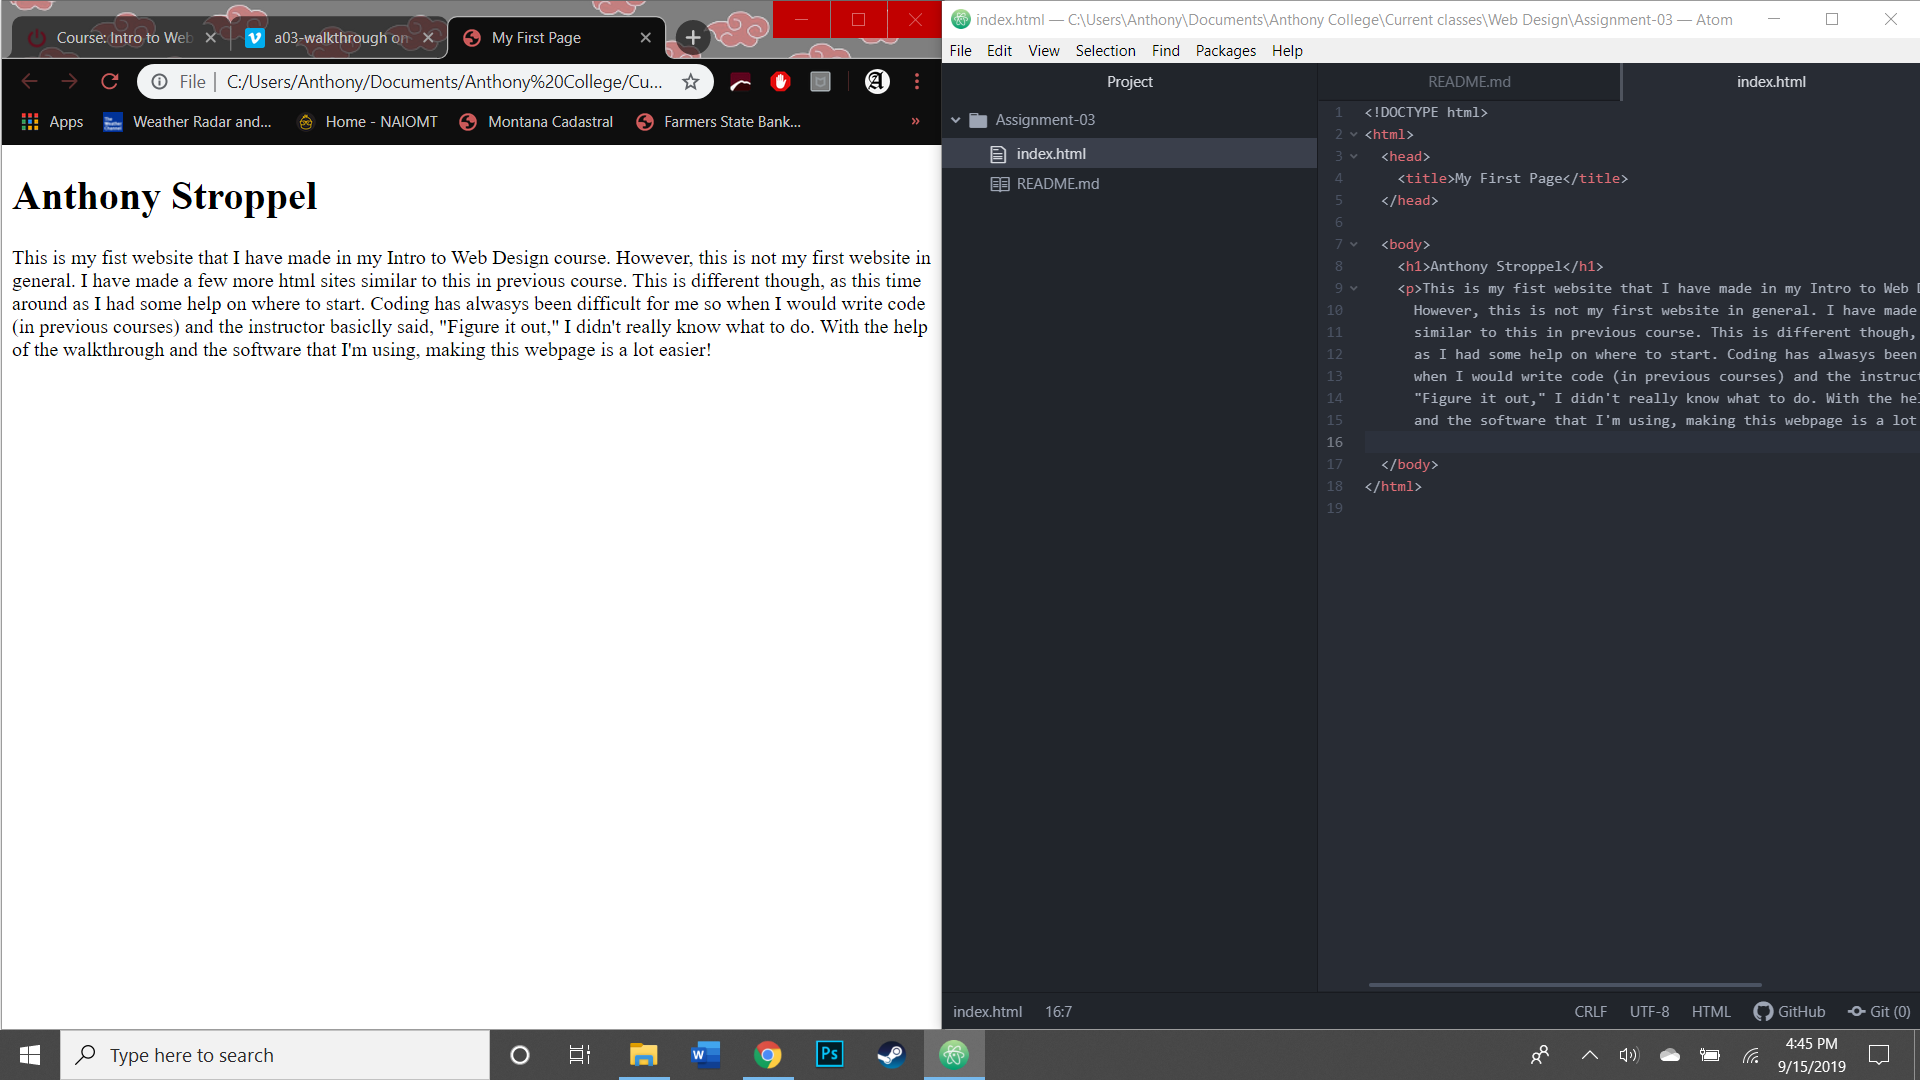 Course: Intro to Web
a03-walkthrough on
My First Page
File
C:/Users/Anthony/Documents/Anthony%20College/Cu...
Apps
Weather Radar and...
Home - NAIOMT
Montana Cadastral
Farmers State Bank...
»
Anthony Stroppel
This is my fist website that I have made in my Intro to Web Design course. However, this is not my first website in
general. I have made a few more html sites similar to this in previous course. This is different though, as this time
around as I had some help on where to start. Coding has alwasys been difficult for me so when I would write code
(in previous courses) and the instructor basiclly said, "Figure it out," I didn't really know what to do. With the help
of the walkthrough and the software that I'm using, making this webpage is a lot easier!
index.html — C:\Users\Anthony\Documents\Anthony College\Current classes\Web Design\Assignment-03 — Atom
File Edit View Selection Find Packages Help
Project
Assignment-03
index.html
README.md
README.md
index.html
1 <!DOCTYPE html>
2 <html>
3 <head>
4 <title>My First Page</title>
5 </head>
6
7 <body>
8 <h1>Anthony Stroppel</h1>
9 <p>This is my fist website that I have made in my Intro to Web
10 However, this is not my first website in general. I have made
11 similar to this in previous course. This is different though,
12 as I had some help on where to start. Coding has alwasys been
13 when I would write code (in previous courses) and the instruct
14 "Figure it out," I didn't really know what to do. With the hel
15 and the software that I'm using, making this webpage is a lot
16
17 </body>
18 </html>
19
index.html 16:7
CRLF UTF-8 HTML GitHub Git (0)
Type here to search
W
Ps
4:45 PM
9/15/2019